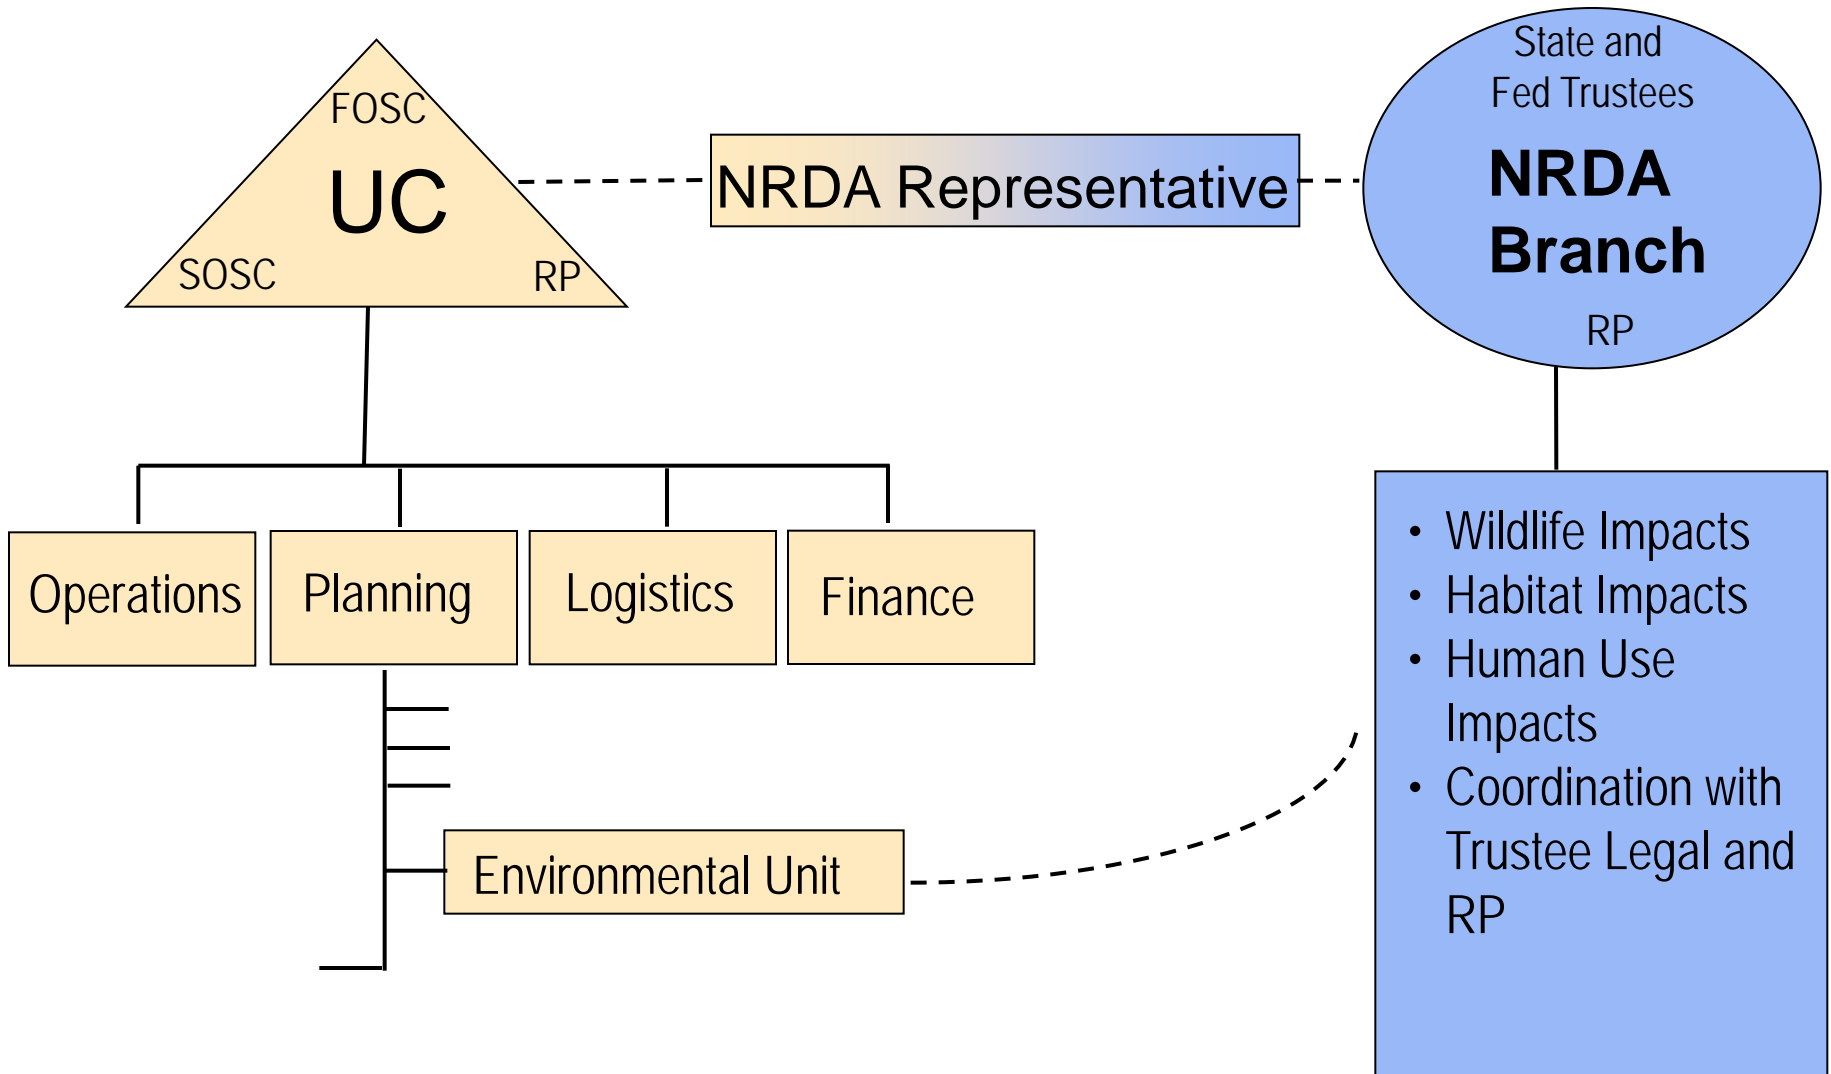 FOSC
UC
SOSC
RP
NRDA Representative
State and
Fed Trustees
NRDA
Branch
RP
Operations
Planning
Logistics
Finance
Environmental Unit
• Wildlife Impacts
• Habitat Impacts
• Human Use
Impacts
• Coordination with
Trustee Legal and
RP